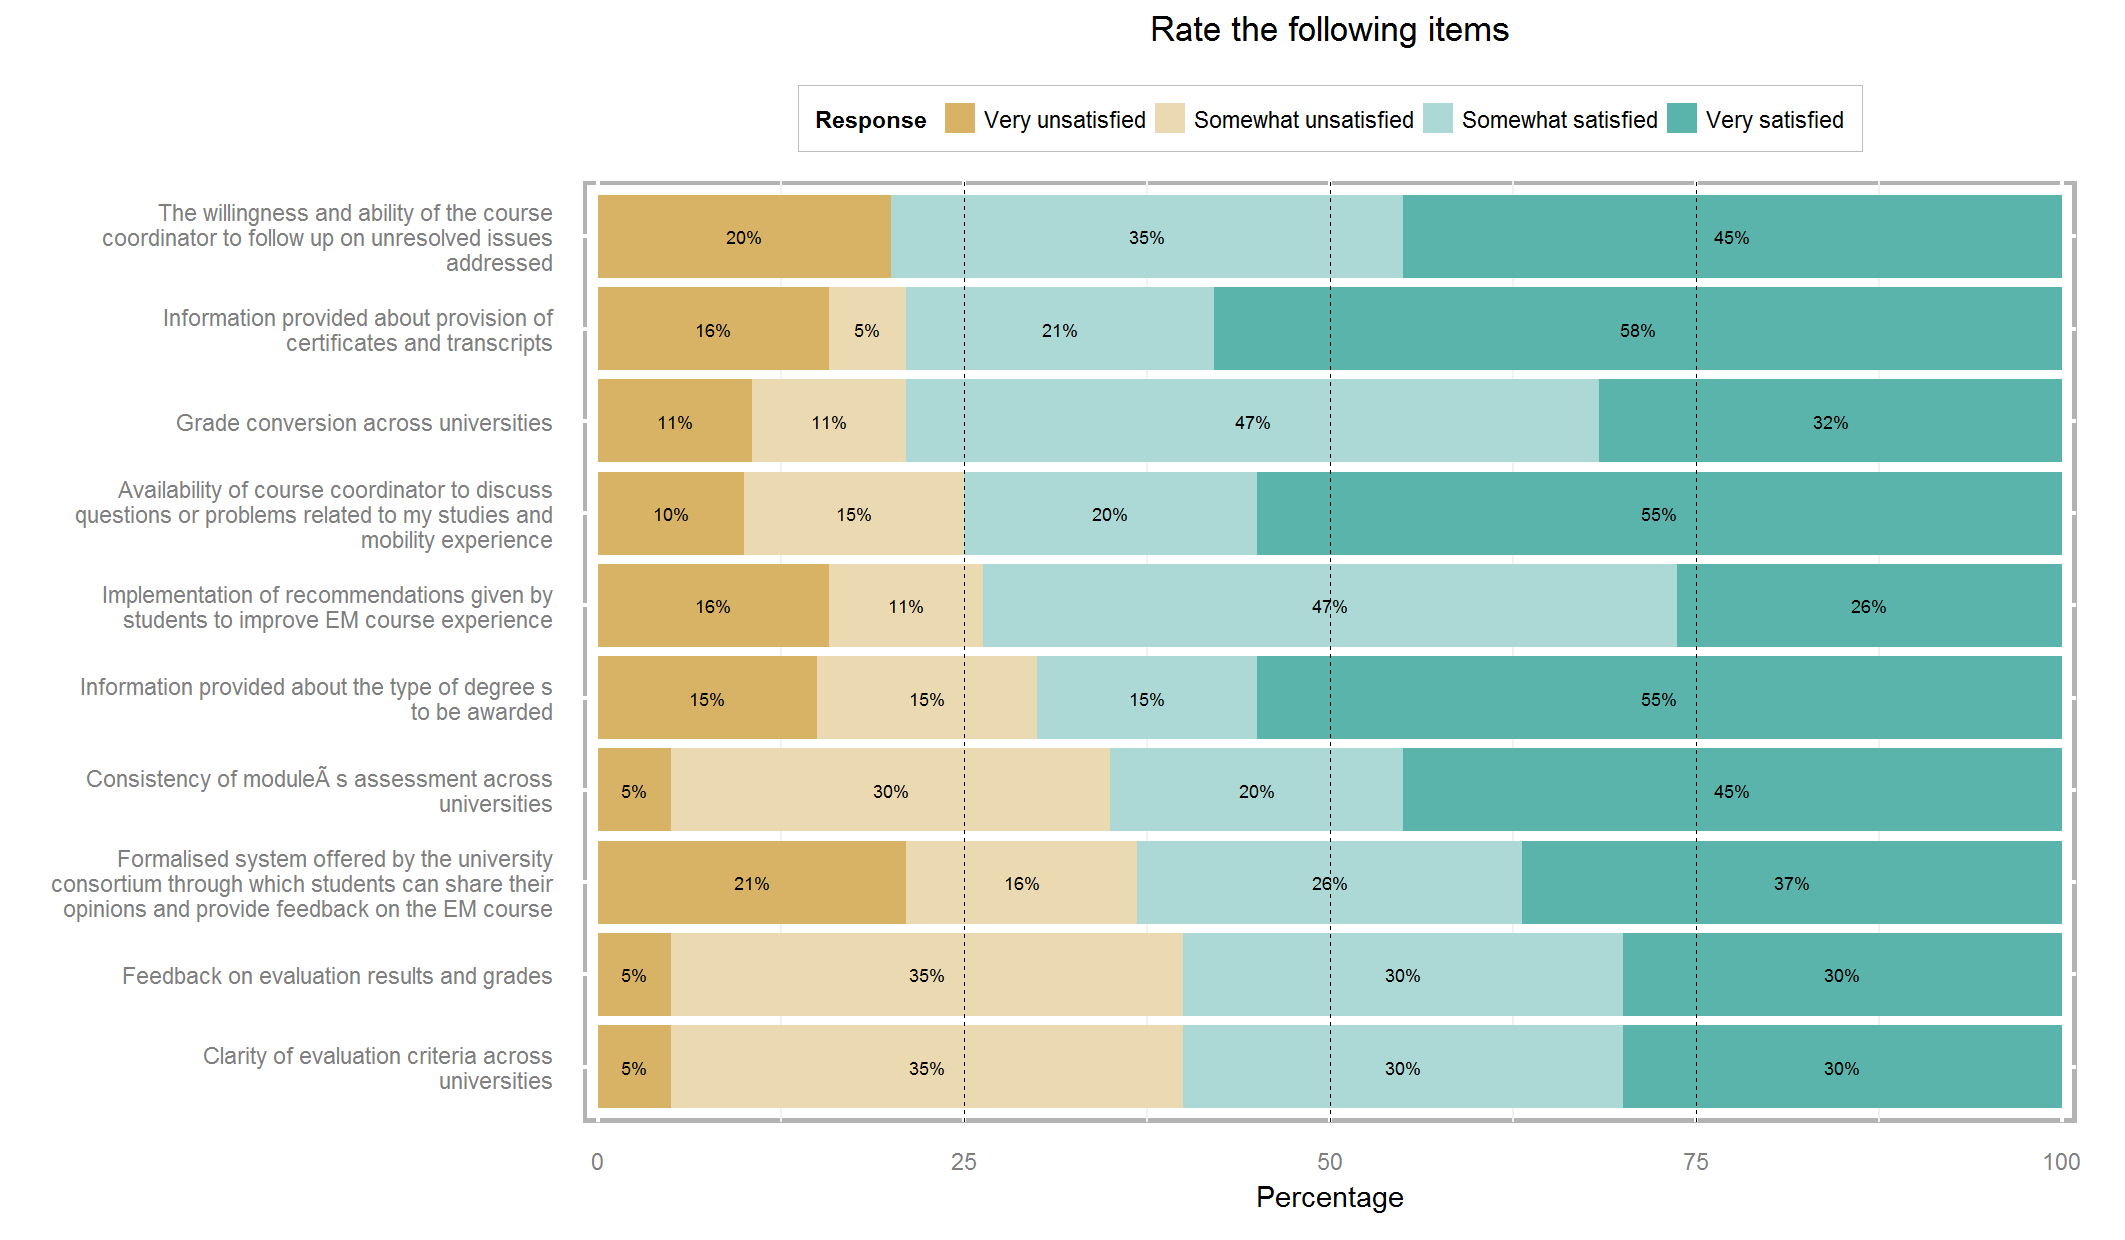 Rate the following items
Response Very unsatisfied Somewhat unsatisfied Somewhat satisfied Very satisfied
The willingness and ability of the course
coordinator to follow up on unresolved issues
addressed
20% 35% 45%
Information provided about provision of
certificates and transcripts
16% 5% 21% 58%
Grade conversion across universities
11% 11% 47% 32%
Availability of course coordinator to discuss
questions or problems related to my studies and
mobility experience
10% 15% 20% 55%
Implementation of recommendations given by
students to improve EM course experience
16% 11% 47% 26%
Information provided about the type of degree s
to be awarded
15% 15% 15% 55%
Consistency of moduleÃ s assessment across
universities
5% 30% 20% 45%
Formalised system offered by the university
consortium through which students can share their
opinions and provide feedback on the EM course
21% 16% 26% 37%
Feedback on evaluation results and grades
5% 35% 30% 30%
Clarity of evaluation criteria across
universities
5% 35% 30% 30%
0 25 50 75 100
Percentage